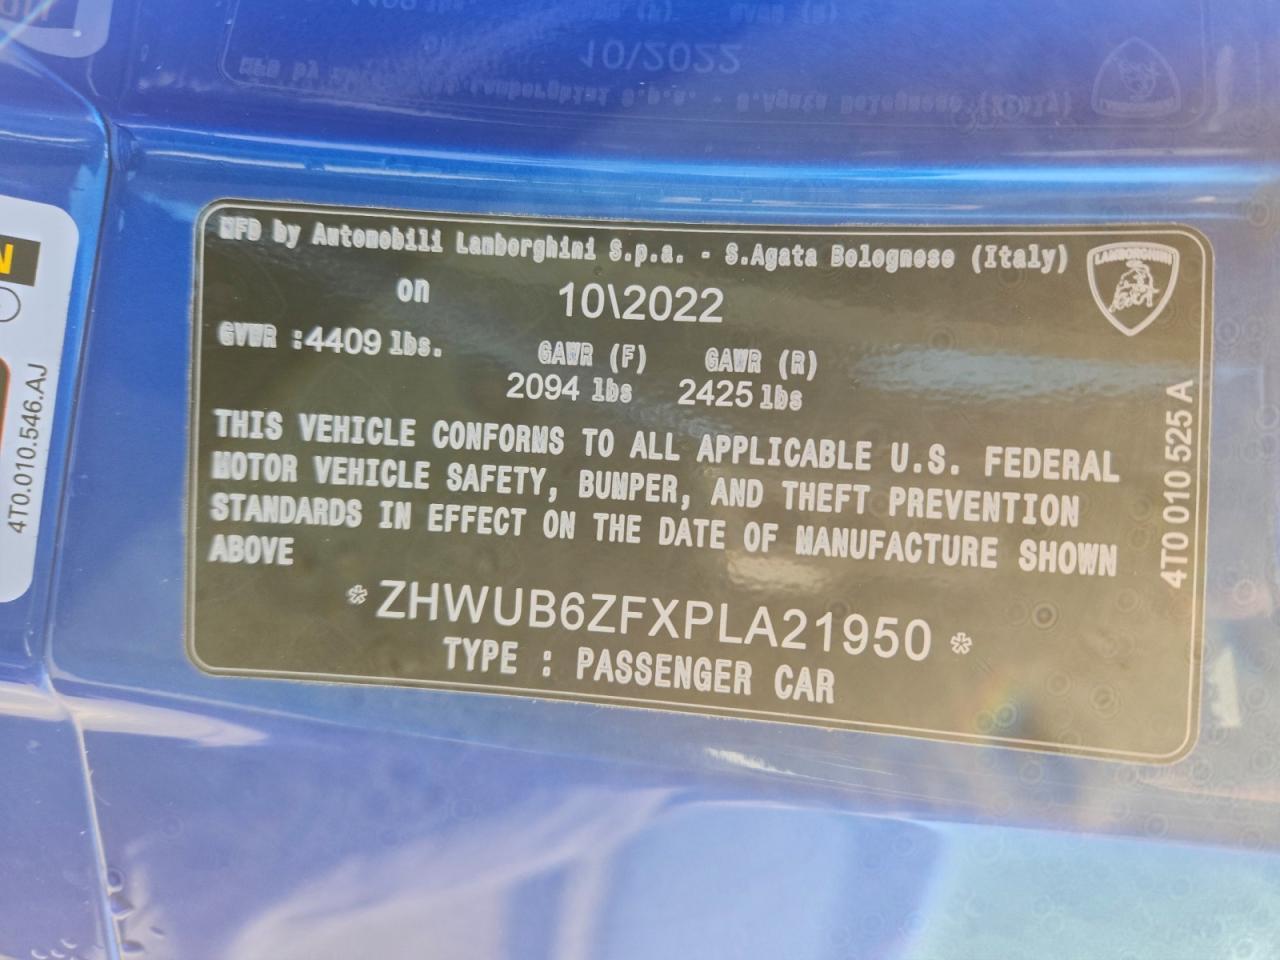 MFD by Automobili Lamborghini S.p.a. - S.Agata Bolognese (Italy)
on 10\2022
GVWR :4409 lbs. GAWR (F) GAWR (R)
2094 lbs 2425 lbs
THIS VEHICLE CONFORMS TO ALL APPLICABLE U.S. FEDERAL
MOTOR VEHICLE SAFETY, BUMPER, AND THEFT PREVENTION
STANDARDS IN EFFECT ON THE DATE OF MANUFACTURE SHOWN
ABOVE
* ZHWUB6ZFXPLA21950 *
TYPE : PASSENGER CAR
LAMBORGHINI
4T0 010 525 A
4T0.010.546.AJ